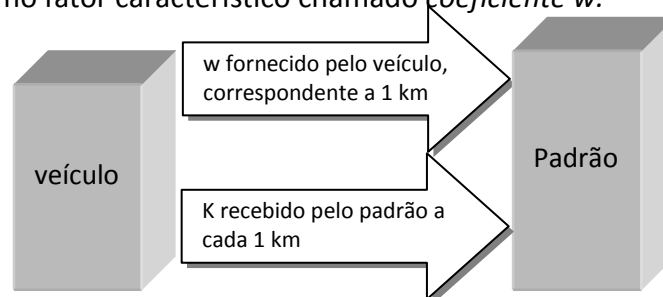 no fator característico chamado coeficiente w.
w fornecido pelo veículo,
correspondente a 1 km
veículo
Padrão
K recebido pelo padrão a
cada 1 km